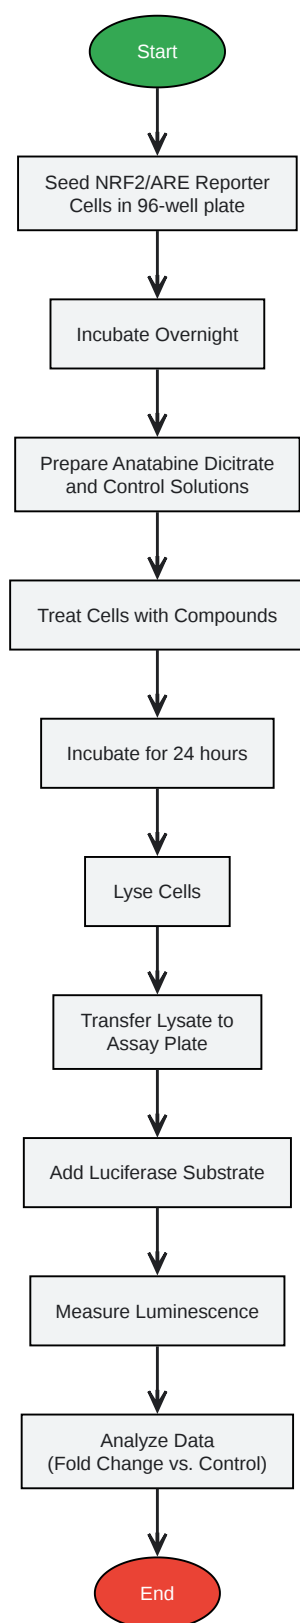 Start
Seed NRF2/ARE Reporter
Cells in 96-well plate
Incubate Overnight
Prepare Anatabine Dicitrate
and Control Solutions
Treat Cells with Compounds
Incubate for 24 hours
Lyse Cells
Transfer Lysate to
Assay Plate
Add Luciferase Substrate
Measure Luminescence
Analyze Data
(Fold Change vs. Control)
End